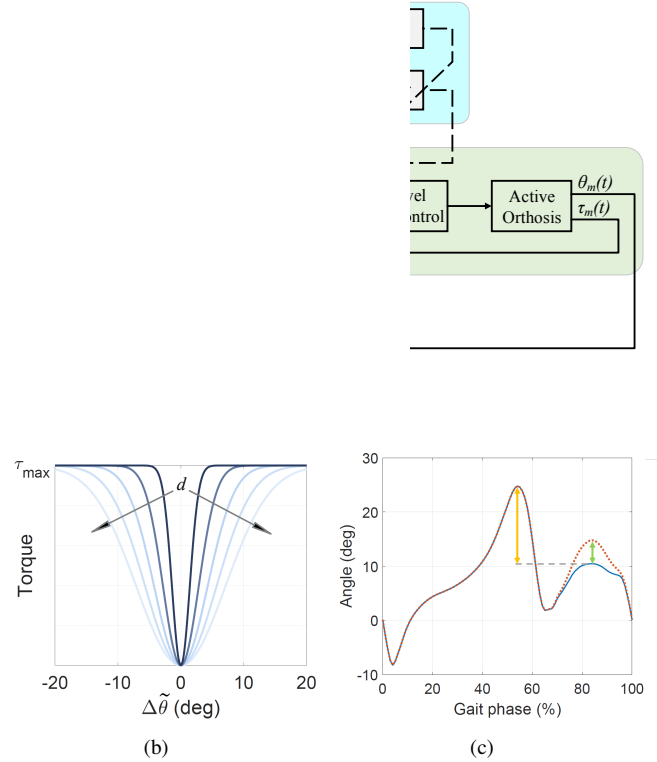 θm(t)
vel
Active
τm(t)
ontrol
Orthosis
τmax
d
Torque
-20 -10 0 10 20
Δθ̃ (deg)
(b)
30
20
10
0
-10
Angle (deg)
0 20 40 60 80 100
Gait phase (%)
(c)